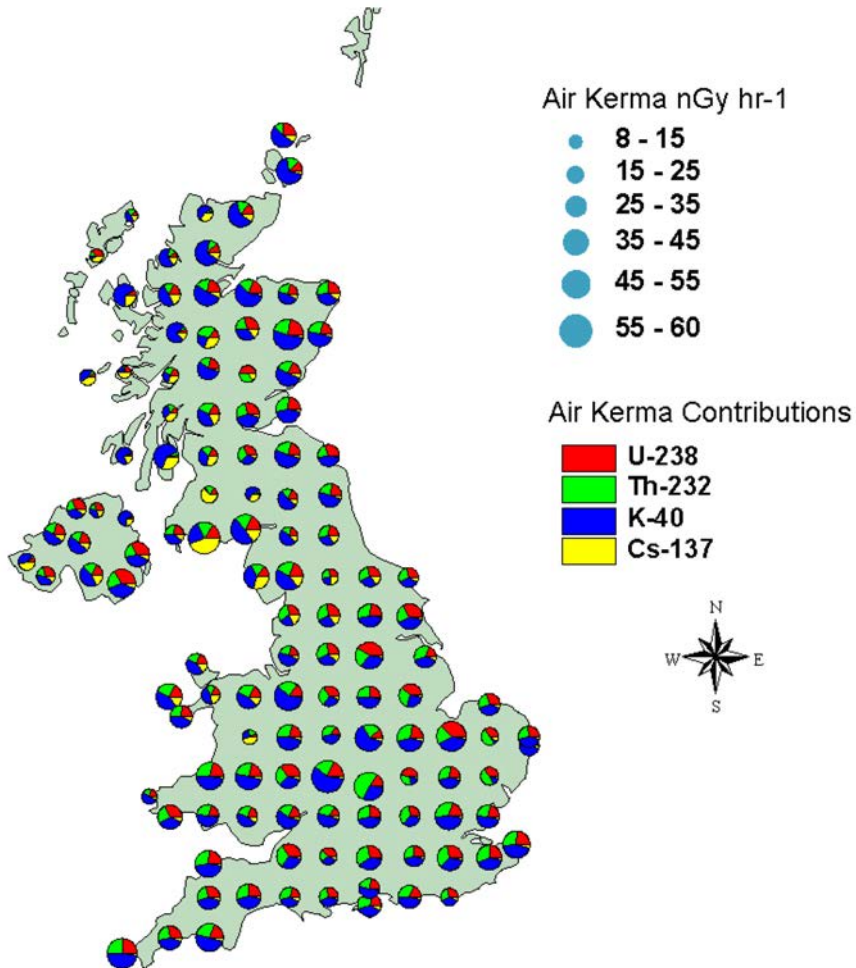 Air Kerma nGy hr-1
8 - 15
15 - 25
25 - 35
35 - 45
45 - 55
55 - 60
Air Kerma Contributions
U-238
Th-232
K-40
Cs-137
N
W E
S